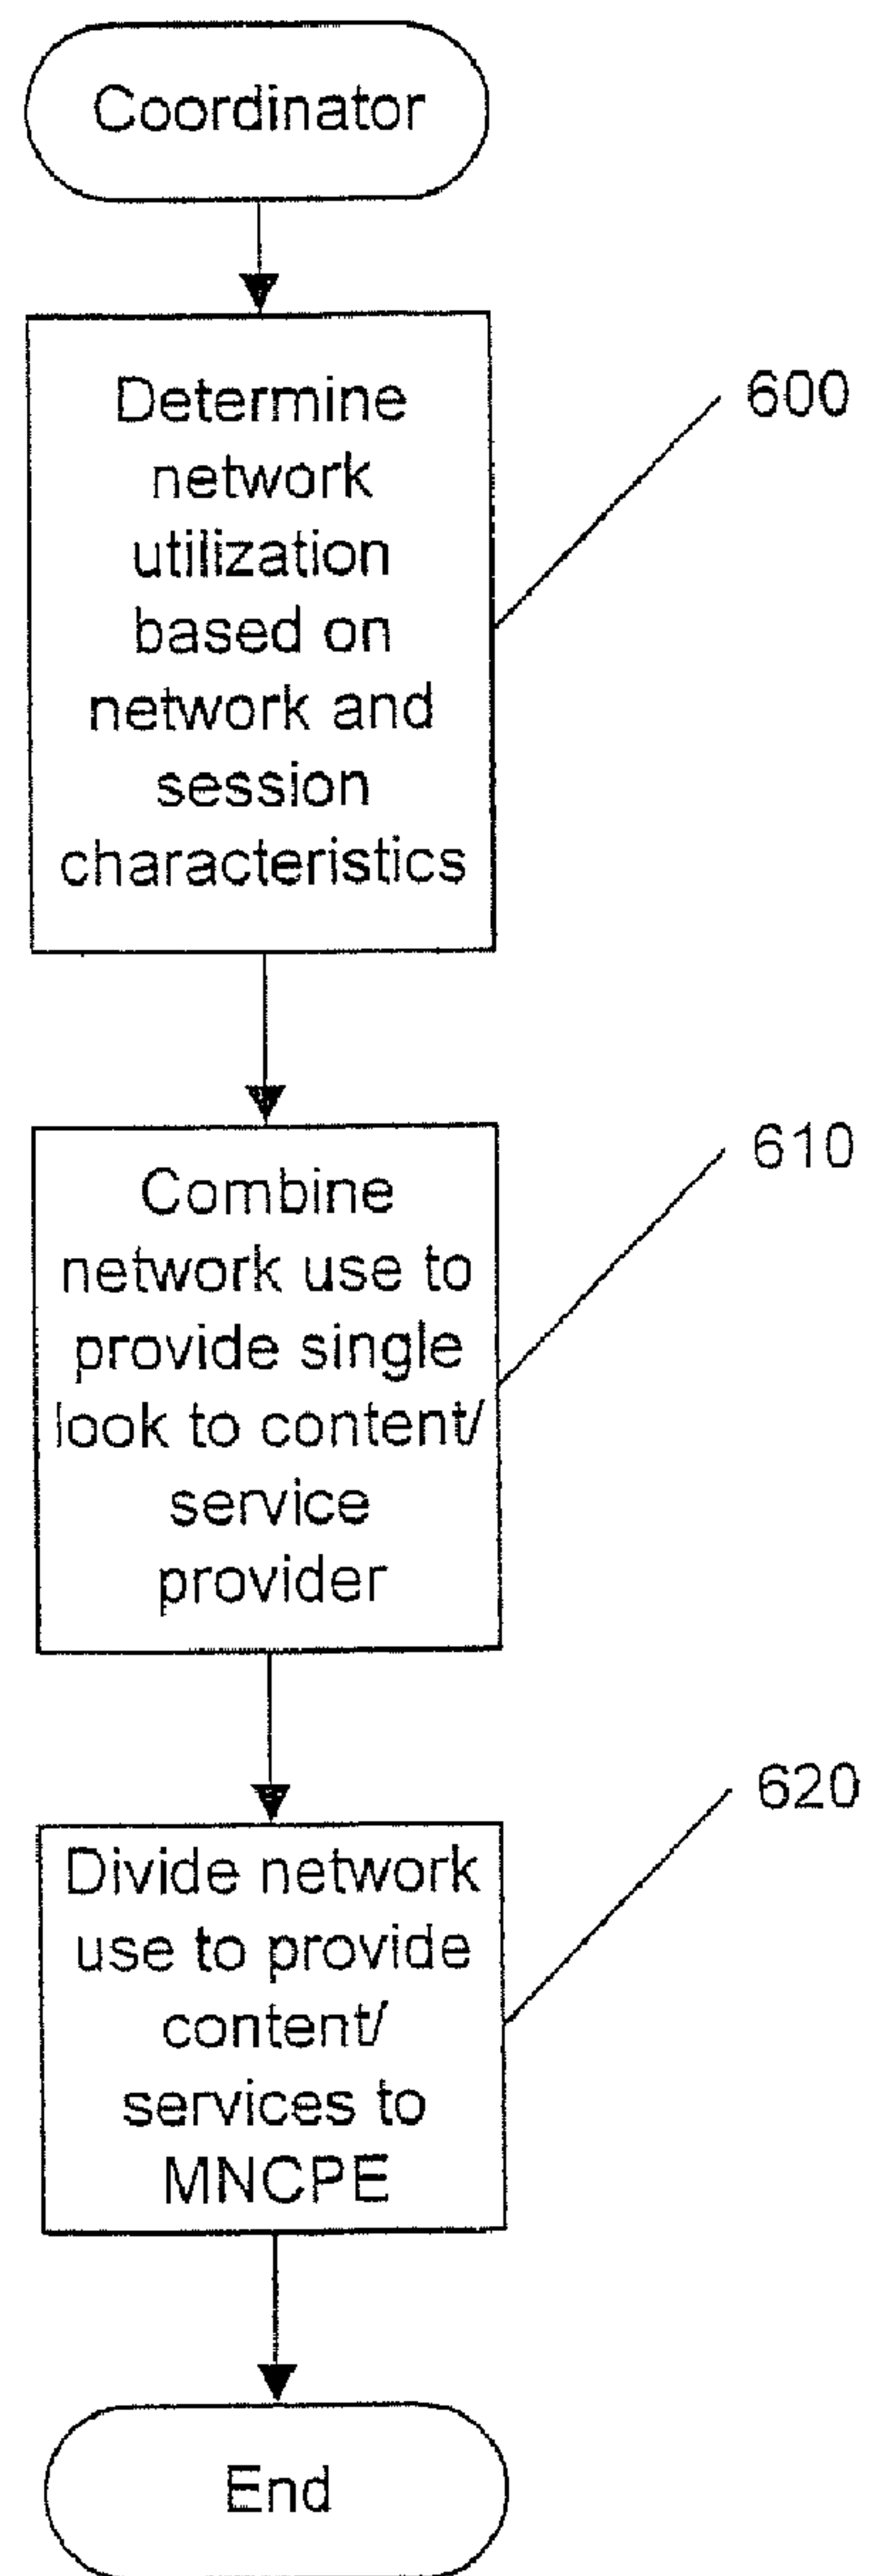 Coordinator
Determine
network
utilization
based on
network and
session
characteristics
600
Combine
network use to
provide single
look to content/
service
provider
610
Divide network
use to provide
content/
services to
MNCPE
620
End